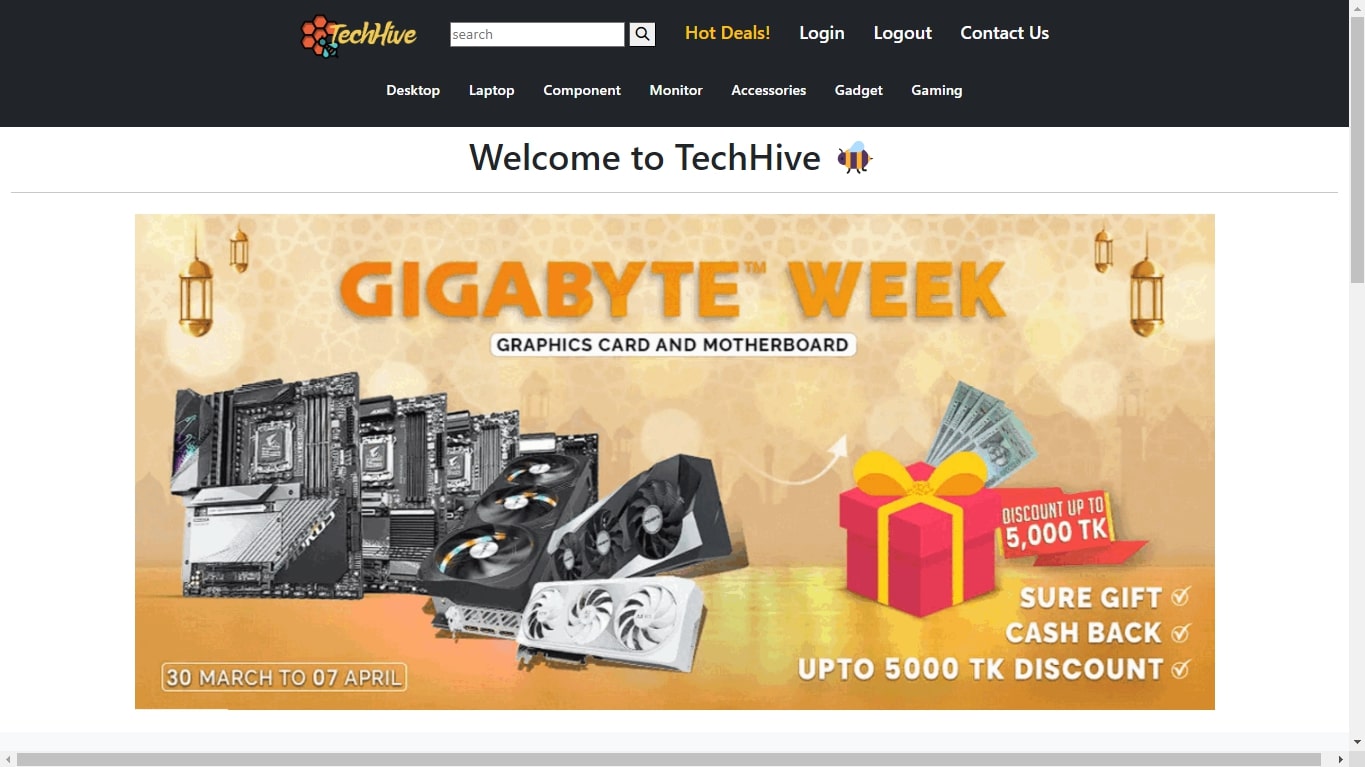 TechHive
search
Hot Deals!
Login
Logout
Contact Us
Desktop
Laptop
Component
Monitor
Accessories
Gadget
Gaming
Welcome to TechHive
GIGABYTE™ WEEK
GRAPHICS CARD AND MOTHERBOARD
DISCOUNT UP TO
5,000 TK
SURE GIFT
CASH BACK
UPTO 5000 TK DISCOUNT
30 MARCH TO 07 APRIL